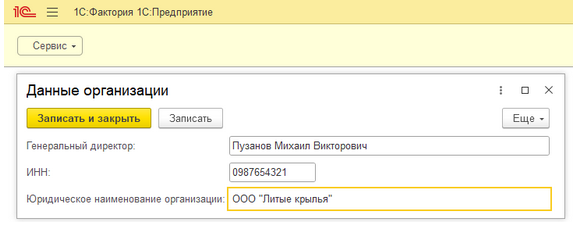 1С 1С:Фактория 1С:Предприятие
Сервис
Данные организации
Записать и закрыть Записать Еще
Генеральный директор: Пузанов Михаил Викторович
ИНН: 0987654321
Юридическое наименование организации: ООО "Литые крылья"